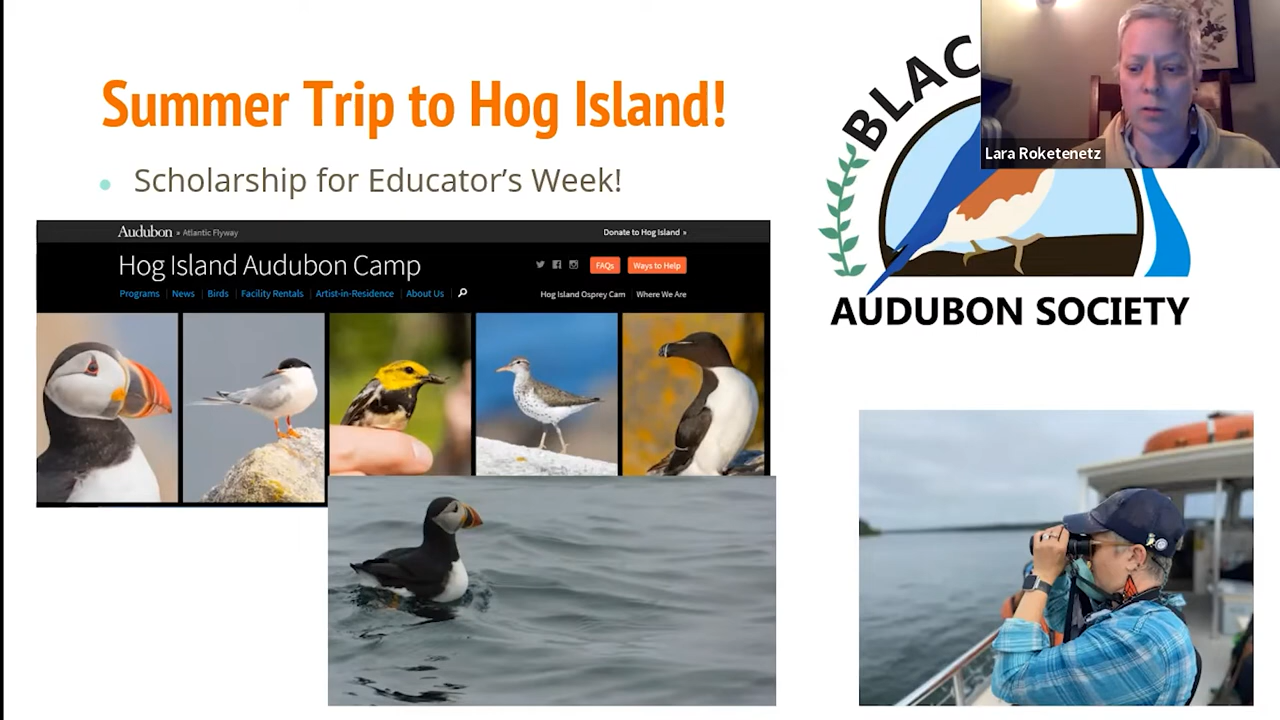 Summer Trip to Hog Island!
Scholarship for Educator's Week!
Audubon » Atlantic Flyway
Donate to Hog Island »
Hog Island Audubon Camp
FAQs
Ways to Help
Programs News Birds Facility Rentals Artist-in-Residence About Us
Hog Island Osprey Cam Where We Are
BLAC
AUDUBON SOCIETY
Lara Roketenetz